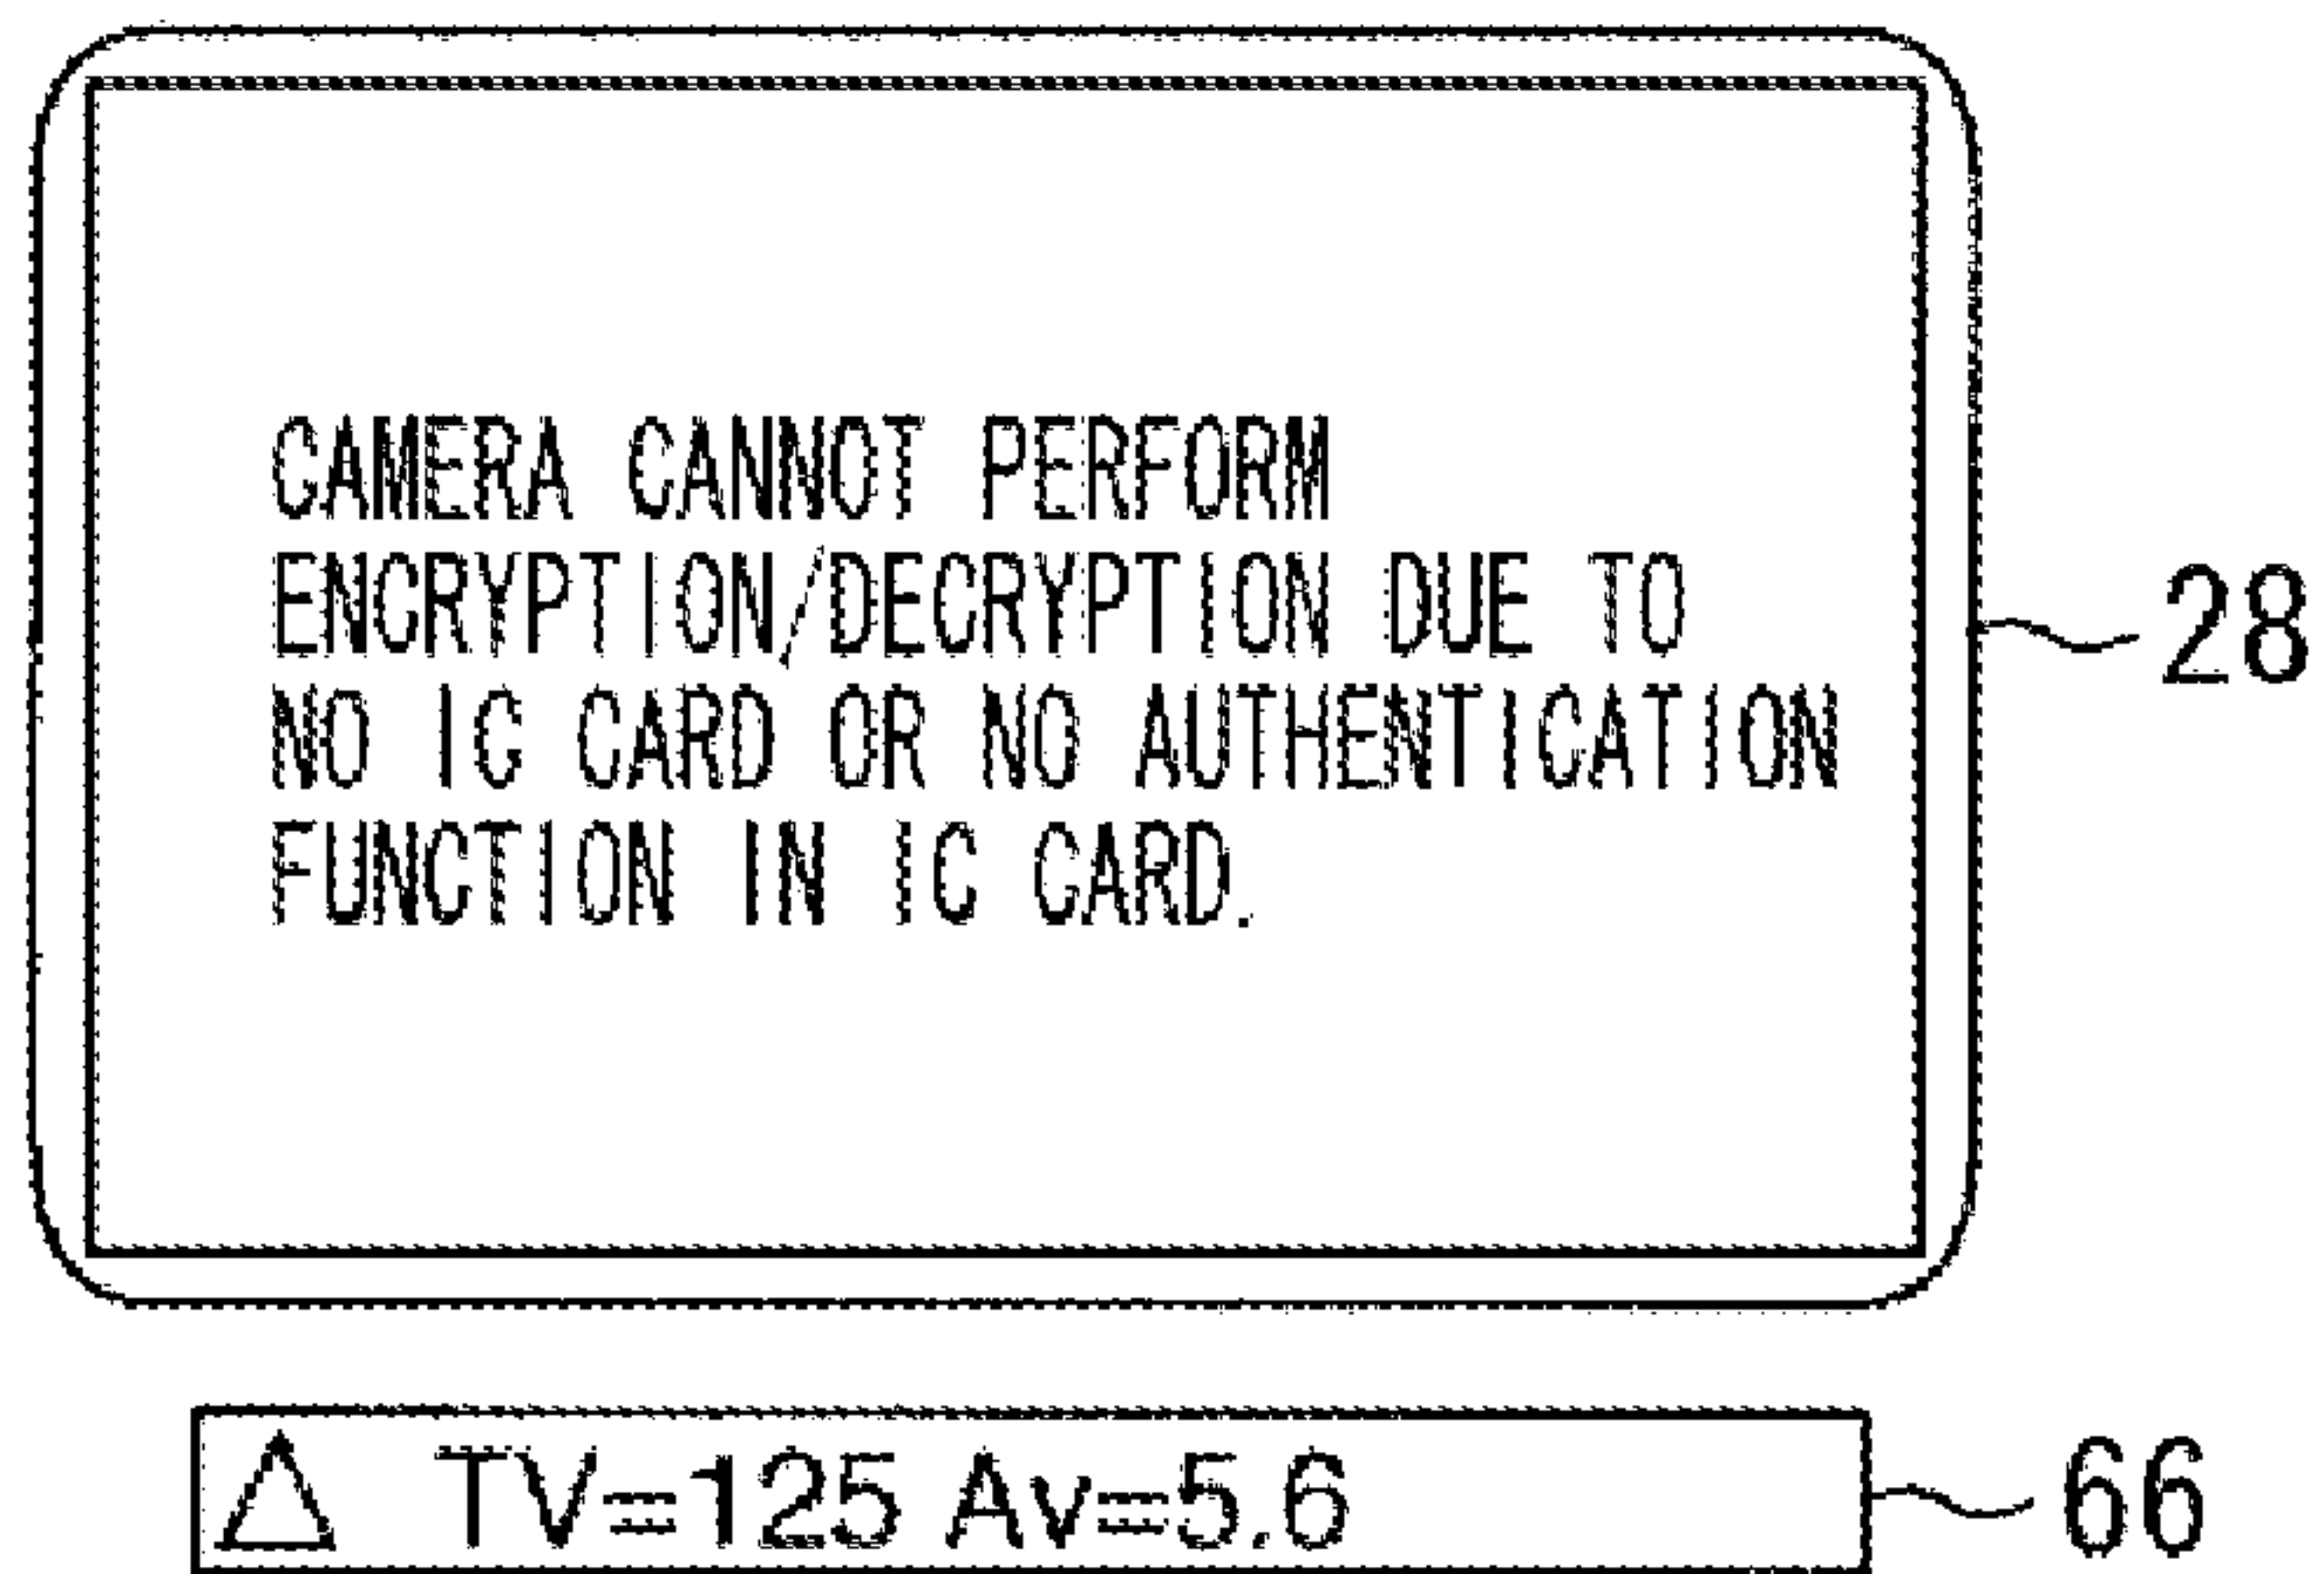 CAMERA CANNOT PERFORM
ENCRYPTION/DECRYPTION DUE TO
NO IC CARD OR NO AUTHENTICATION
FUNCTION IN IC CARD.
28
TV=125 Av=5.6
66